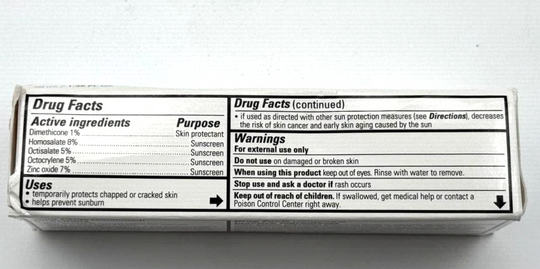 Drug Facts
Active ingredients Purpose
Dimethicone 1% Skin protectant
Homosalate 8% Sunscreen
Octisalate 5% Sunscreen
Octocrylene 5% Sunscreen
Zinc oxide 7% Sunscreen
Uses
• temporarily protects chapped or cracked skin
• helps prevent sunburn
Drug Facts (continued)
• if used as directed with other sun protection measures (see Directions), decreases
the risk of skin cancer and early skin aging caused by the sun
Warnings
For external use only
Do not use on damaged or broken skin
When using this product keep out of eyes. Rinse with water to remove.
Stop use and ask a doctor if rash occurs
Keep out of reach of children. If swallowed, get medical help or contact a
Poison Control Center right away.